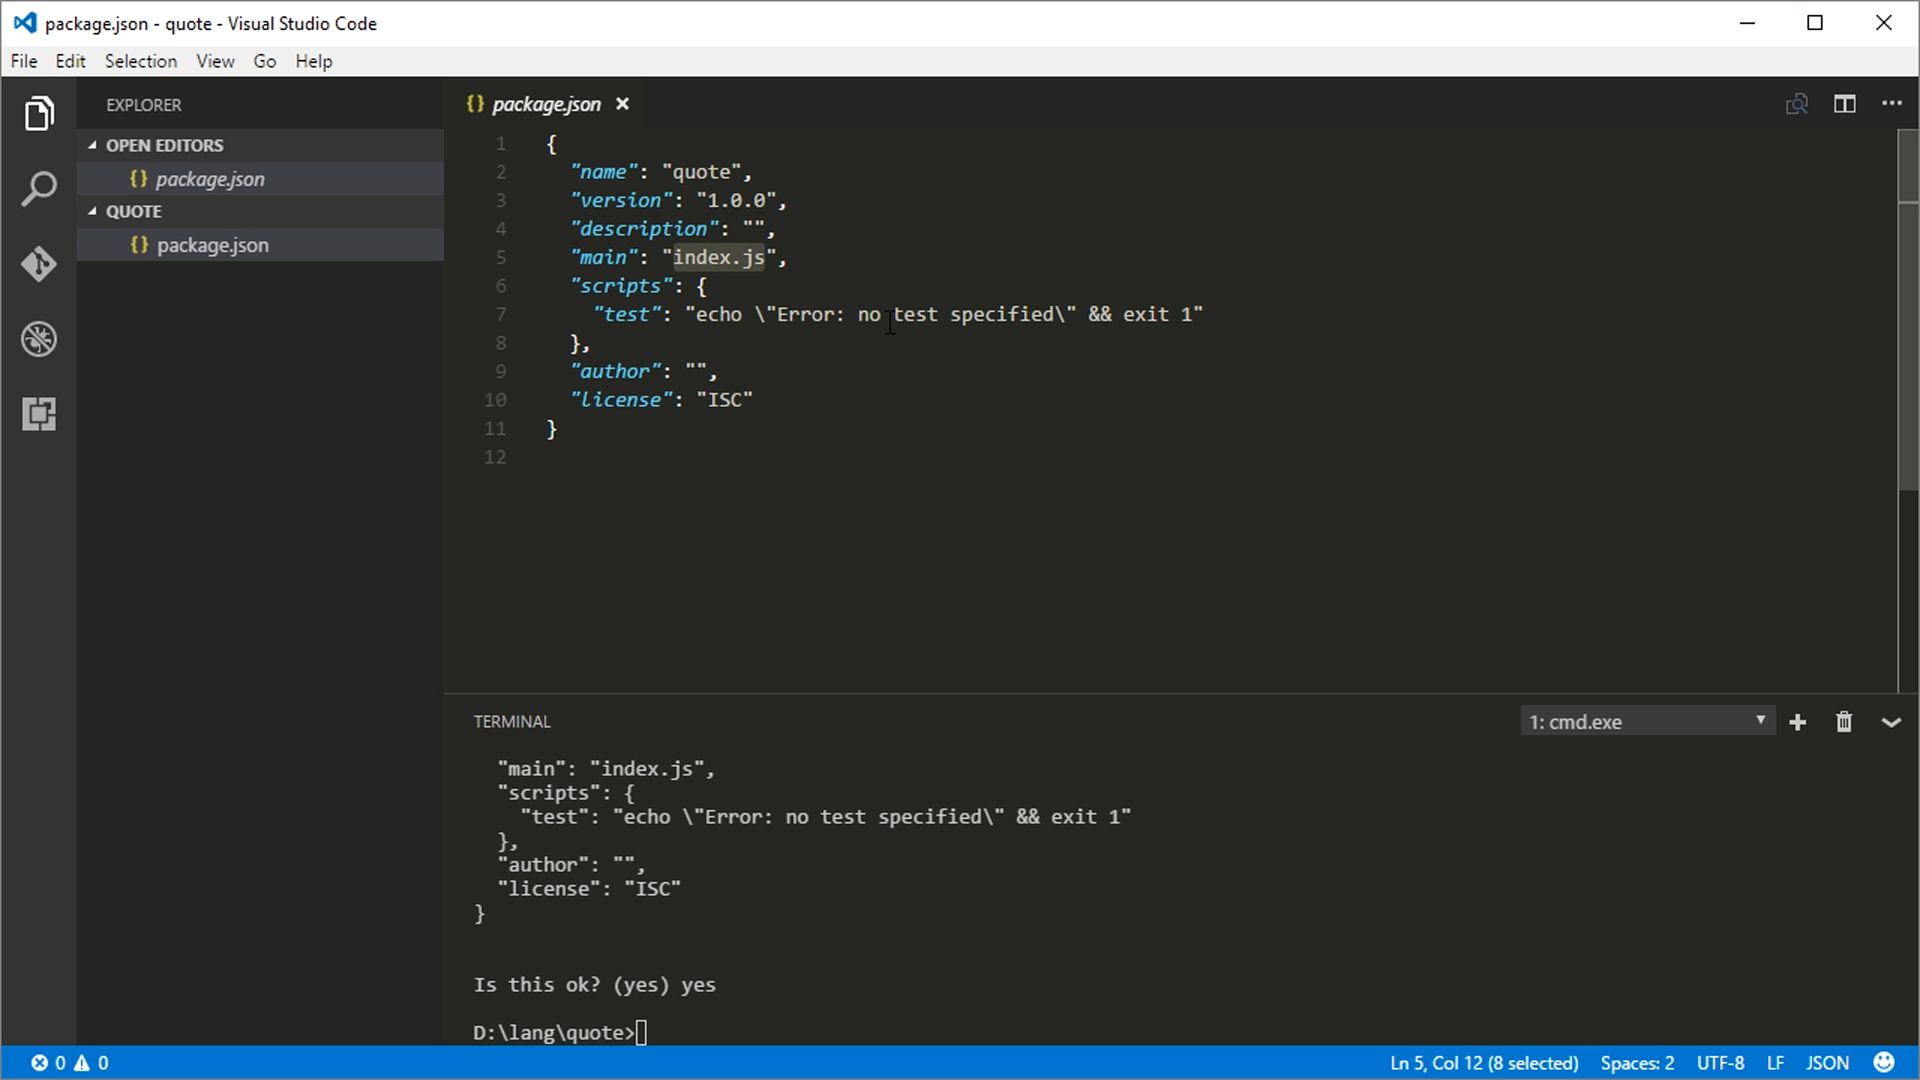 package.json - quote - Visual Studio Code
File Edit Selection View Go Help
EXPLORER
OPEN EDITORS
{} package.json
QUOTE
{} package.json
{} package.json
1 {
2 "name": "quote",
3 "version": "1.0.0",
4 "description": "",
5 "main": "index.js",
6 "scripts": {
7 "test": "echo \"Error: no test specified\" && exit 1"
8 },
9 "author": "",
10 "license": "ISC"
11 }
12
TERMINAL
1: cmd.exe
"main": "index.js",
"scripts": {
"test": "echo \"Error: no test specified\" && exit 1"
},
"author": "",
"license": "ISC"
}
Is this ok? (yes) yes
D:\lang\quote>
0 0
Ln 5, Col 12 (8 selected) Spaces: 2 UTF-8 LF JSON